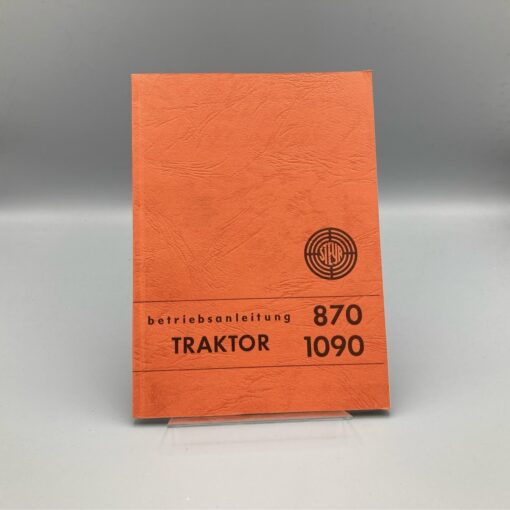 STEYR
betriebsanleitung 870
TRAKTOR 1090